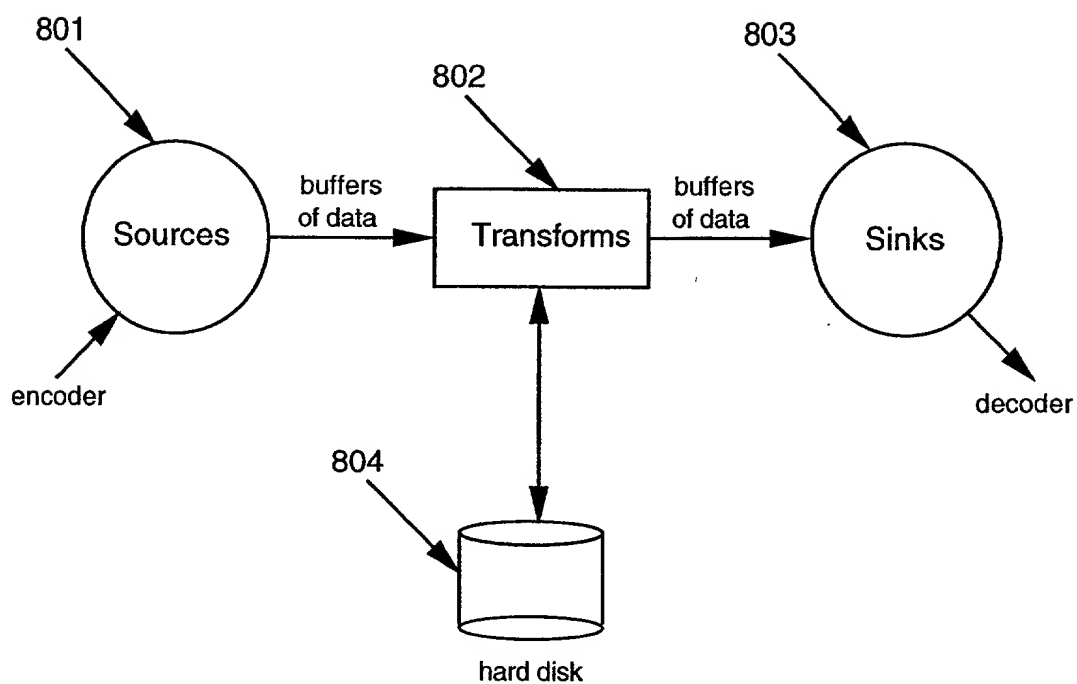 801
802
803
buffers
of data
buffers
of data
Sources
Transforms
Sinks
encoder
decoder
804
hard disk